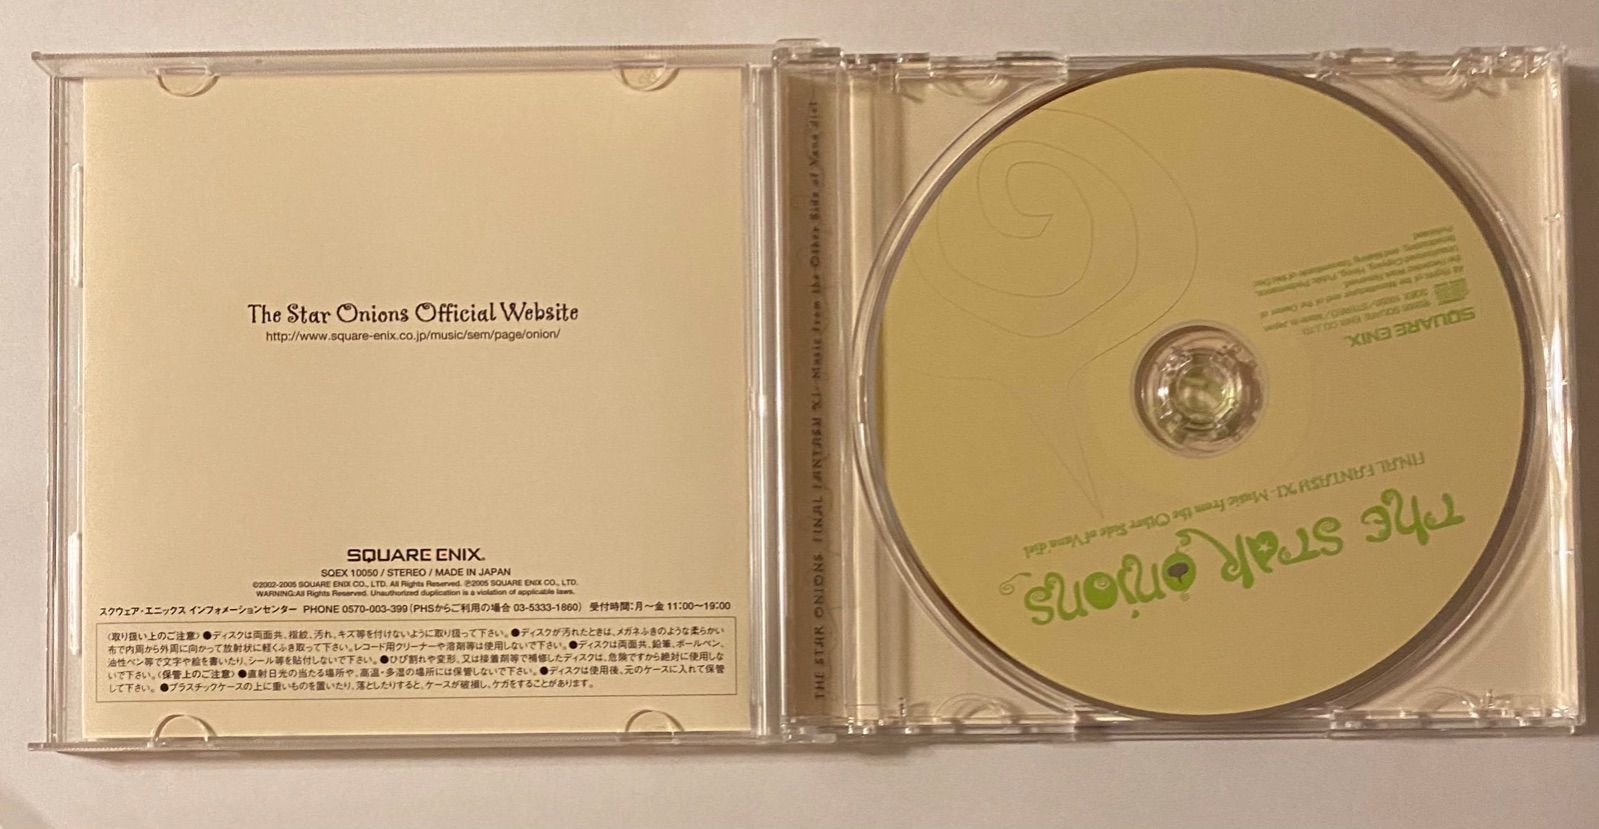 The Star Onions Official Website
http://www.square-enix.co.jp/music/sem/page/onion/
SQUARE ENIX.
SQEX 10050 / STEREO / MADE IN JAPAN
©2002-2005 SQUARE ENIX CO., LTD. All Rights Reserved. ℗2005 SQUARE ENIX CO., LTD.
WARNING:All Rights Reserved. Unauthorized duplication is a violation of applicable laws.
スクウェア・エニックス インフォメーションセンター PHONE 0570-003-399（PHSからご利用の場合 03-5333-1860） 受付時間：月〜金 11:00〜19:00
〈取り扱い上のご注意〉●ディスクは両面共、指紋、汚れ、キズ等を付けないように取り扱って下さい。●ディスクが汚れたときは、メガネふきのような柔らかい
布で内周から外周に向かって放射状に軽くふき取って下さい。レコード用クリーナーや溶剤等は使用しないで下さい。●ディスクは両面共、鉛筆、ボールペン、
油性ペン等で文字や絵を書いたり、シール等を貼付しないで下さい。●ひび割れや変形、又は接着剤等で補修したディスクは、危険ですから絶対に使用しな
いで下さい。〈保管上のご注意〉●直射日光の当たる場所や、高温・多湿の場所には保管しないで下さい。●ディスクは使用後、元のケースに入れて保管
して下さい。●プラスチックケースの上に重いものを置いたり、落としたりすると、ケースが破損し、ケガをすることがあります。
THE STAR ONIONS FINAL FANTASY XI - Music from the Other Side of Vana'diel
The Star Onions
FINAL FANTASY XI - Music from the Other Side of Vana'diel
SQUARE ENIX.
SQEX 10050 / STEREO / Made in Japan